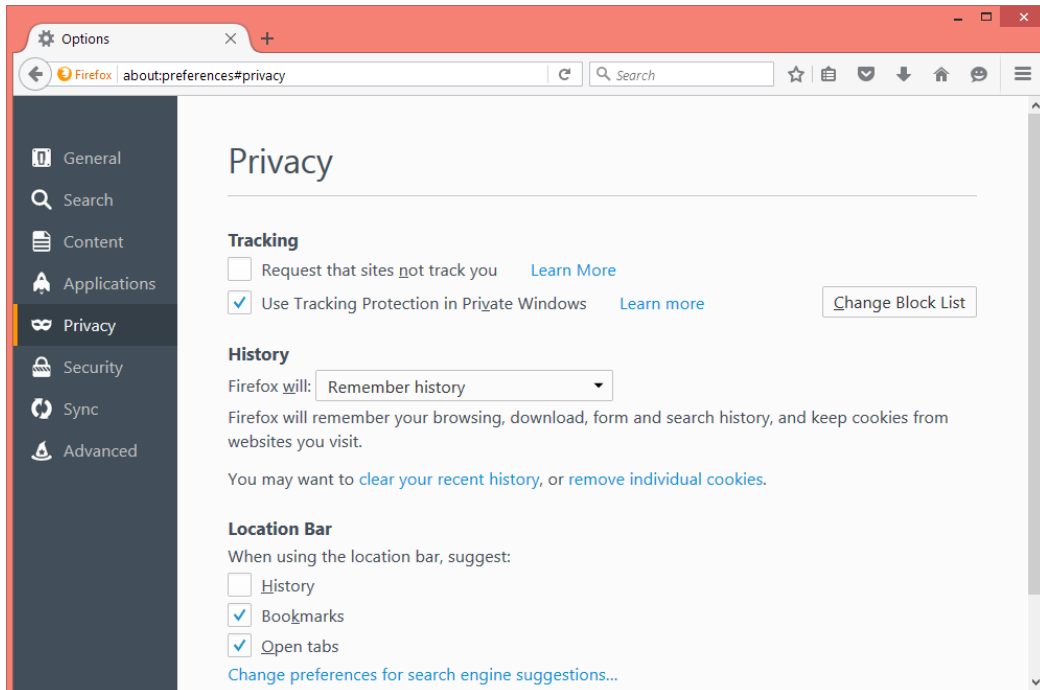 Options
Firefox about:preferences#privacy Search
General
Search
Content
Applications
Privacy
Security
Sync
Advanced
Privacy
Tracking
Request that sites not track you Learn More
Use Tracking Protection in Private Windows Learn more Change Block List
History
Firefox will: Remember history
Firefox will remember your browsing, download, form and search history, and keep cookies from
websites you visit.
You may want to clear your recent history, or remove individual cookies.
Location Bar
When using the location bar, suggest:
History
Bookmarks
Open tabs
Change preferences for search engine suggestions...